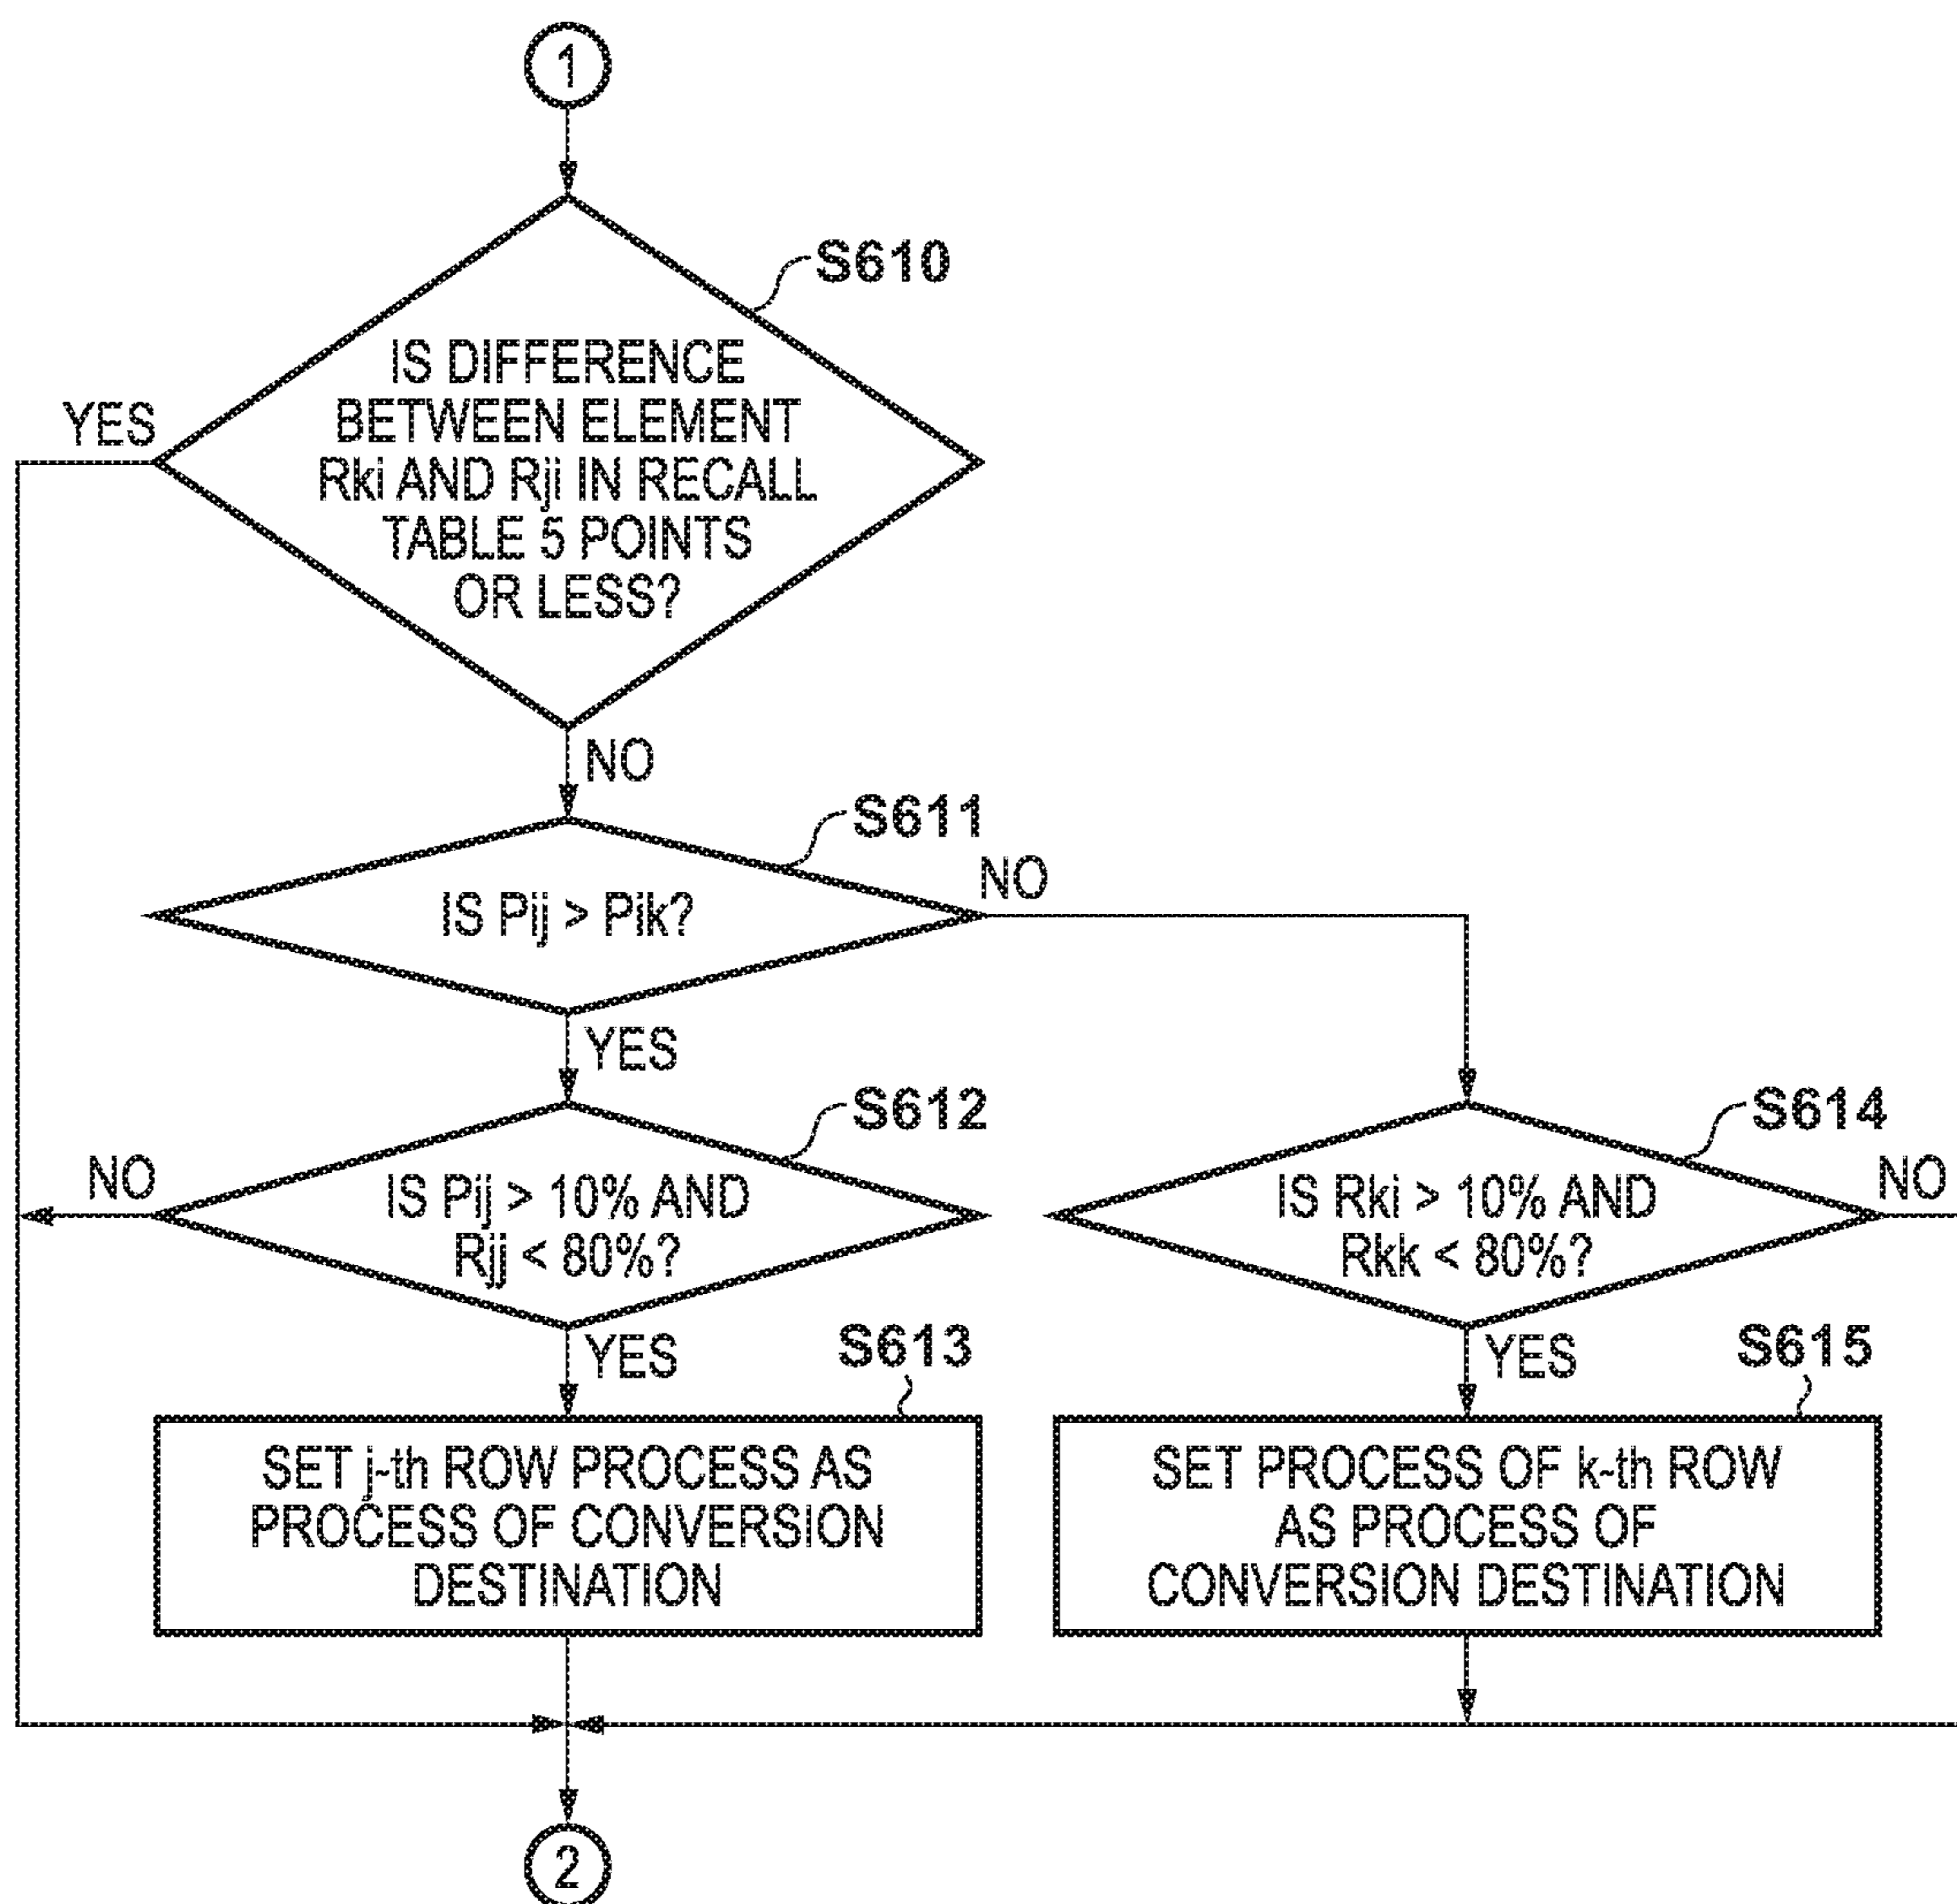 1
S610
IS DIFFERENCE
BETWEEN ELEMENT
Rki AND Rji IN RECALL
TABLE 5 POINTS
OR LESS?
YES
NO
S611
IS Pij > Pik?
NO
YES
S612
IS Pij > 10% AND
Rjj < 80%?
NO
YES
S614
IS Rki > 10% AND
Rkk < 80%?
NO
YES
S613
SET j-th ROW PROCESS AS
PROCESS OF CONVERSION
DESTINATION
S615
SET PROCESS OF k-th ROW
AS PROCESS OF
CONVERSION DESTINATION
2